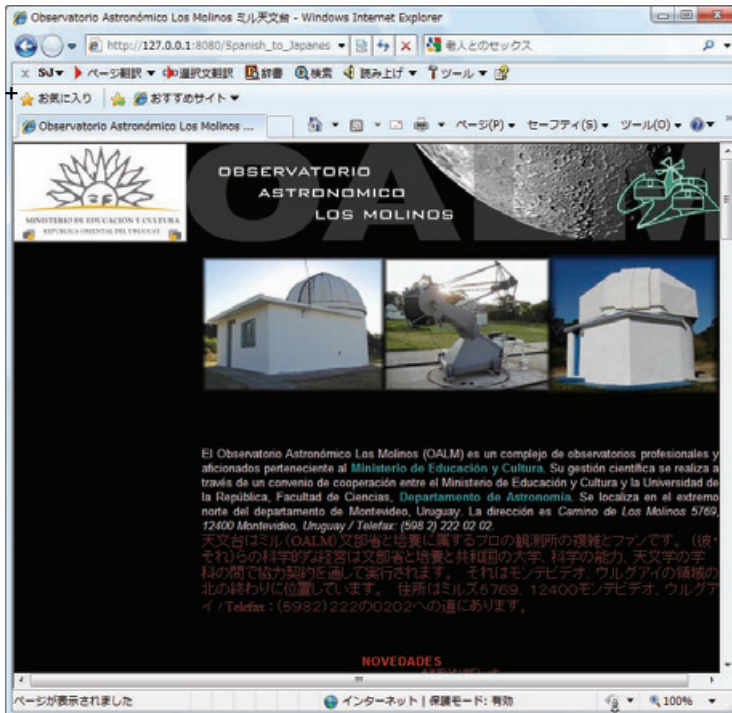 Observatorio Astronómico Los Molinos ミル天文台 - Windows Internet Explorer
http://127.0.0.1:8080/Spanish_to_Japanes
老人とのセックス
x SJ ページ翻訳 選択文翻訳 辞書 検索 読み上げ ツール
お気に入り おすすめサイト
Observatorio Astronómico Los Molinos ...
ページ(P) セーフティ(S) ツール(O)
OALM
OBSERVATORIO
ASTRONOMICO
LOS MOLINOS
MINISTERIO DE EDUCACIÓN Y CULTURA
REPÚBLICA ORIENTAL DEL URUGUAY
El Observatorio Astronómico Los Molinos (OALM) es un complejo de observatorios profesionales y
aficionados perteneciente al Ministerio de Educación y Cultura. Su gestión científica se realiza a
través de un convenio de cooperación entre el Ministerio de Educación y Cultura y la Universidad de
la República, Facultad de Ciencias, Departamento de Astronomía. Se localiza en el extremo
norte del departamento de Montevideo, Uruguay. La dirección es Camino de Los Molinos 5769,
12400 Montevideo, Uruguay / Telefax: (598 2) 222 02 02.
天文台はミル(OALM)文部省と培養に属するプロの観測所の複雑とファンです。 (彼・
それ)らの科学的な経営は文部省と培養と共和国の大学、科学の能力、天文学の学
科の間で協力契約を通して実行されます。 それはモンテビデオ、ウルグアイの領域の
北の終わりに位置しています。 住所はミルズ5769、12400モンテビデオ、ウルグア
イ / Telefax : (5982)222の0202への道にあります。
NOVEDADES
ページが表示されました
インターネット | 保護モード: 有効
100%